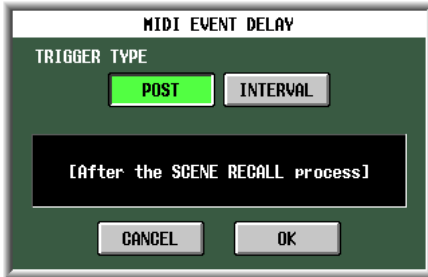 MIDI EVENT DELAY
TRIGGER TYPE
POST INTERVAL
[After the SCENE RECALL process]
CANCEL OK